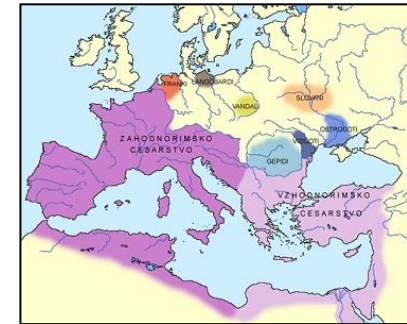 FRANKI
LANGOBARDI
VANDALI
SLOVANI
OSTROGOTI
VIZIGOTI
GEPIDI
ZAHODNORIMSKO
CESARSTVO
VZHODNORIMSKO
CESARSTVO